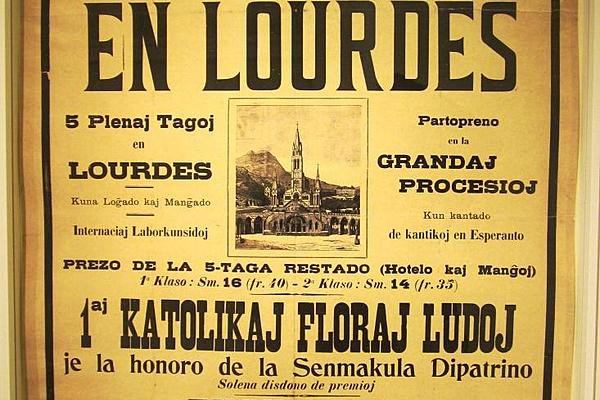 EN LOURDES
5 Plenaj Tagoj
en
LOURDES
Kuna Loĝado kaj Manĝado
Internaciaj Laborkunsidoj
Partopreno
en la
GRANDAJ
PROCESIOJ
Kun kantado
de kantikoj en Esperanto
PREZO DE LA 5-TAGA RESTADO (Hotelo kaj Manĝoj)
1ª Klaso : Sm. 16 (fr. 40) - 2ª Klaso : Sm. 14 (fr. 35)
1aj KATOLIKAJ FLORAJ LUDOJ
je la honoro de la Senmakula Dipatrino
Solena disdono de premioj